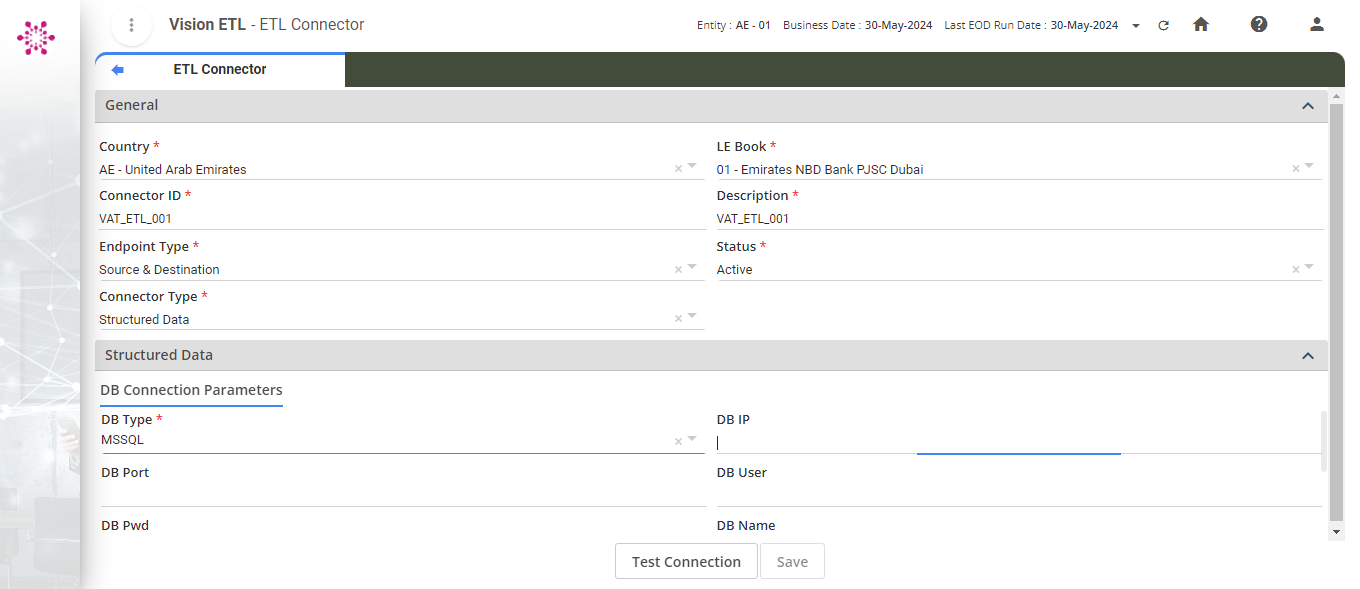 Vision ETL - ETL Connector
Entity : AE - 01 Business Date : 30-May-2024 Last EOD Run Date : 30-May-2024
ETL Connector
General
Country * LE Book *
AE - United Arab Emirates 01 - Emirates NBD Bank PJSC Dubai
Connector ID * Description *
VAT_ETL_001 VAT_ETL_001
Endpoint Type * Status *
Source & Destination Active
Connector Type *
Structured Data
Structured Data
DB Connection Parameters
DB Type * DB IP
MSSQL
DB Port DB User
DB Pwd DB Name
Test Connection Save